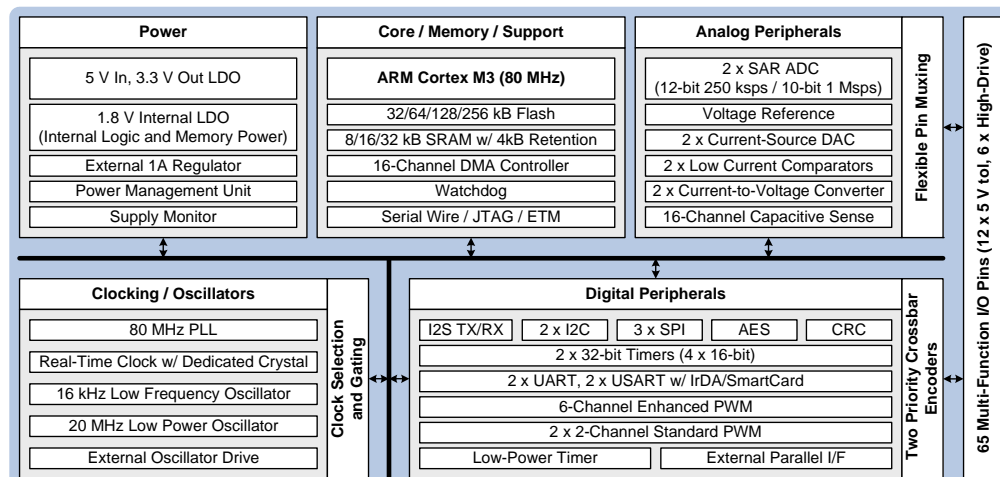 Power
5 V In, 3.3 V Out LDO
1.8 V Internal LDO
(Internal Logic and Memory Power)
External 1A Regulator
Power Management Unit
Supply Monitor
Core / Memory / Support
ARM Cortex M3 (80 MHz)
32/64/128/256 kB Flash
8/16/32 kB SRAM w/ 4kB Retention
16-Channel DMA Controller
Watchdog
Serial Wire / JTAG / ETM
Analog Peripherals
2 x SAR ADC
(12-bit 250 ksps / 10-bit 1 Msps)
Voltage Reference
2 x Current-Source DAC
2 x Low Current Comparators
2 x Current-to-Voltage Converter
16-Channel Capacitive Sense
Flexible Pin Muxing
65 Multi-Function I/O Pins (12 x 5 V tol, 6 x High-Drive)
Clocking / Oscillators
80 MHz PLL
Real-Time Clock w/ Dedicated Crystal
16 kHz Low Frequency Oscillator
20 MHz Low Power Oscillator
External Oscillator Drive
Clock Selection
and Gating
Digital Peripherals
I2S TX/RX
2 x I2C
3 x SPI
AES
CRC
2 x 32-bit Timers (4 x 16-bit)
2 x UART, 2 x USART w/ IrDA/SmartCard
6-Channel Enhanced PWM
2 x 2-Channel Standard PWM
Low-Power Timer
External Parallel I/F
Two Priority Crossbar
Encoders